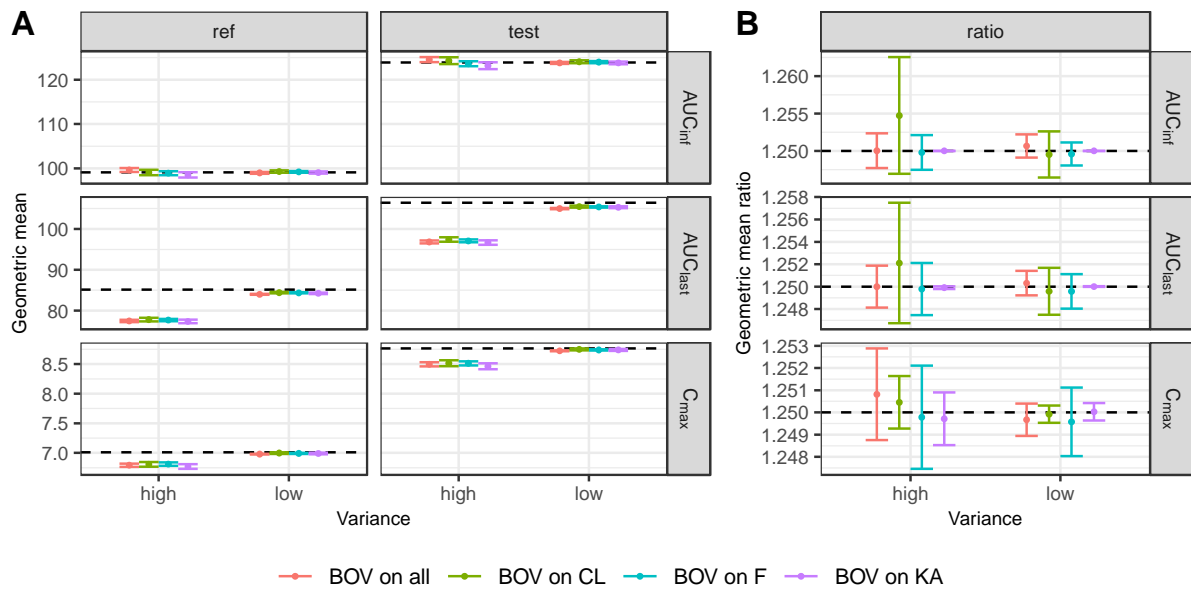 A
ref
test
Geometric mean
120
110
100
AUCinf
100
90
80
AUClast
8.5
8.0
7.5
7.0
Cmax
high
low
high
low
Variance
B
ratio
Geometric mean ratio
1.260
1.255
1.250
AUCinf
1.258
1.256
1.254
1.252
1.250
1.248
AUClast
1.253
1.251
1.250
1.249
1.248
Cmax
high
low
Variance
BOV on all BOV on CL BOV on F BOV on KA